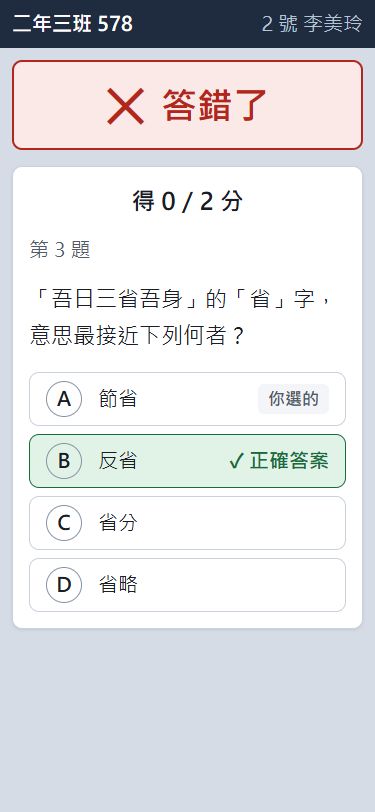 二年三班 578
2 號 李美玲
答錯了
得 0 / 2 分
第 3 題
「吾日三省吾身」的「省」字，
意思最接近下列何者？
A 節省 你選的
B 反省 ✓ 正確答案
C 省分
D 省略